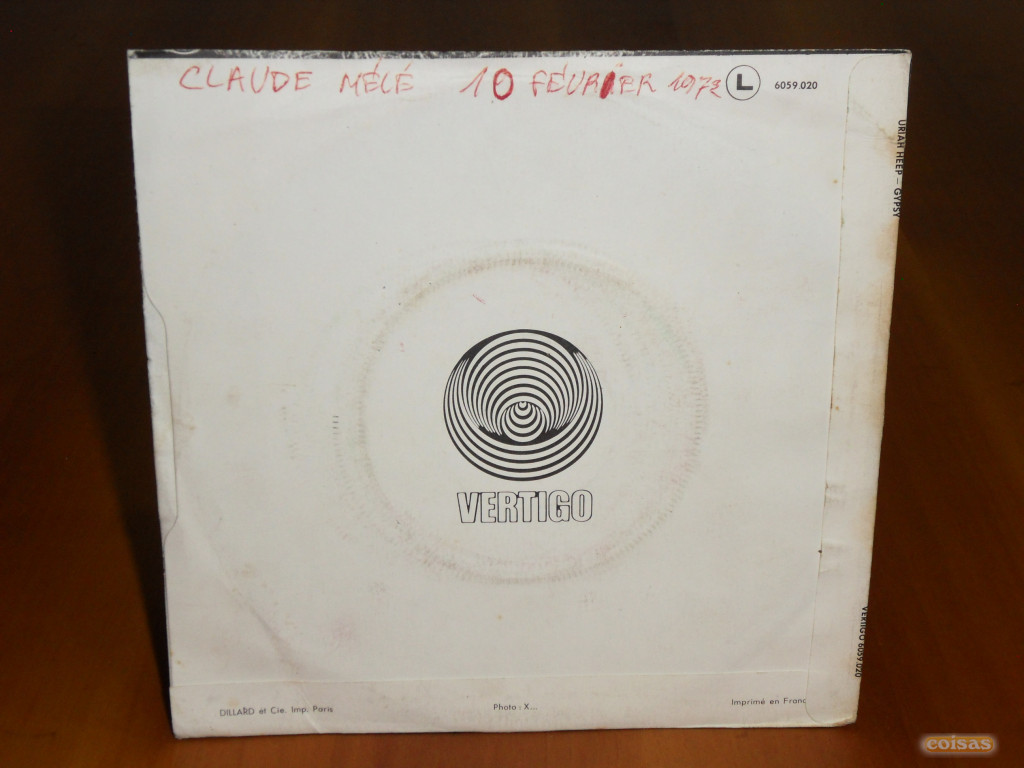 CLAUDE MÉLÉ 10 FÉVRIER 1973 L 6059.020
URIAH HEEP – GYPSY
VERTIGO
VERTIGO 6059.020
DILLARD et Cie. Imp. Paris
Photo : X...
Imprimé en Franc
coisas